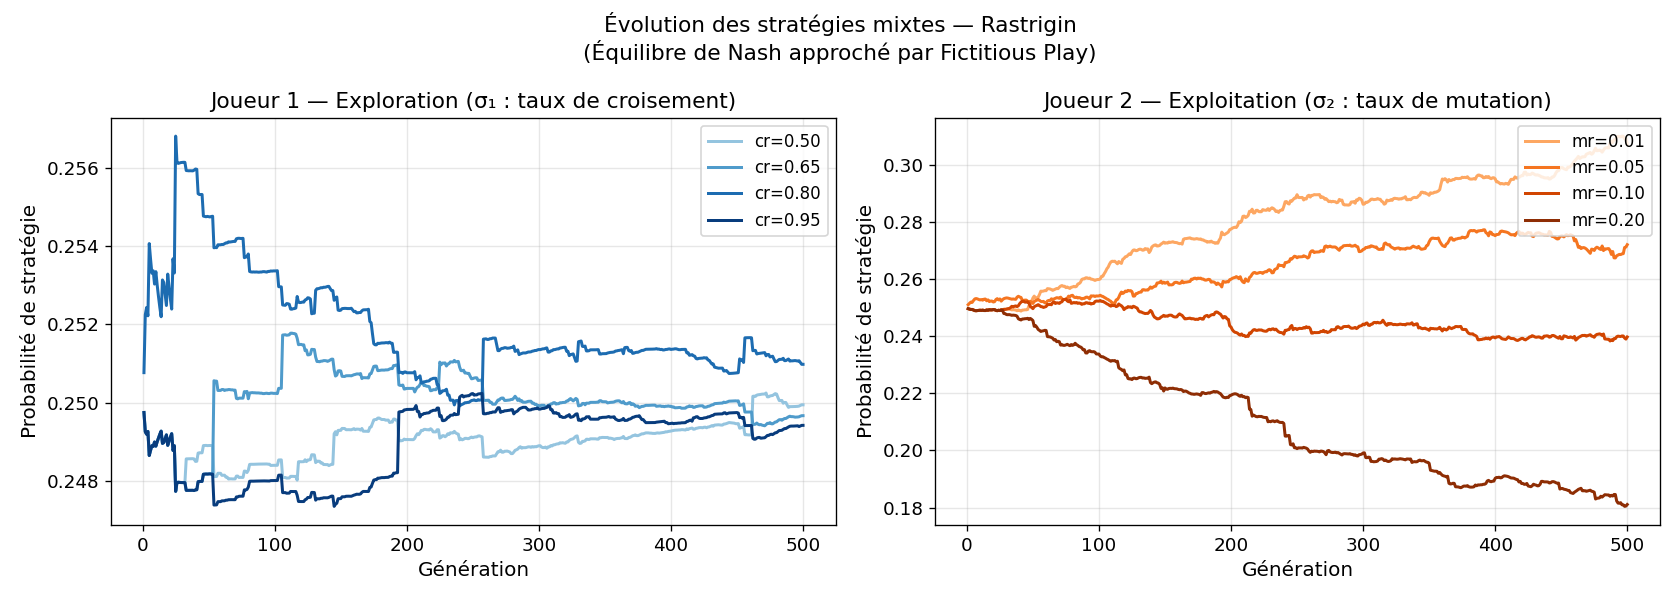 Évolution des stratégies mixtes — Rastrigin
(Équilibre de Nash approché par Fictitious Play)
Joueur 1 — Exploration (σ₁ : taux de croisement)
Probabilité de stratégie
0.256
0.254
0.252
0.250
0.248
0
100
200
300
400
500
Génération
cr=0.50
cr=0.65
cr=0.80
cr=0.95
Joueur 2 — Exploitation (σ₂ : taux de mutation)
Probabilité de stratégie
0.30
0.28
0.26
0.24
0.22
0.20
0.18
0
100
200
300
400
500
Génération
mr=0.01
mr=0.05
mr=0.10
mr=0.20